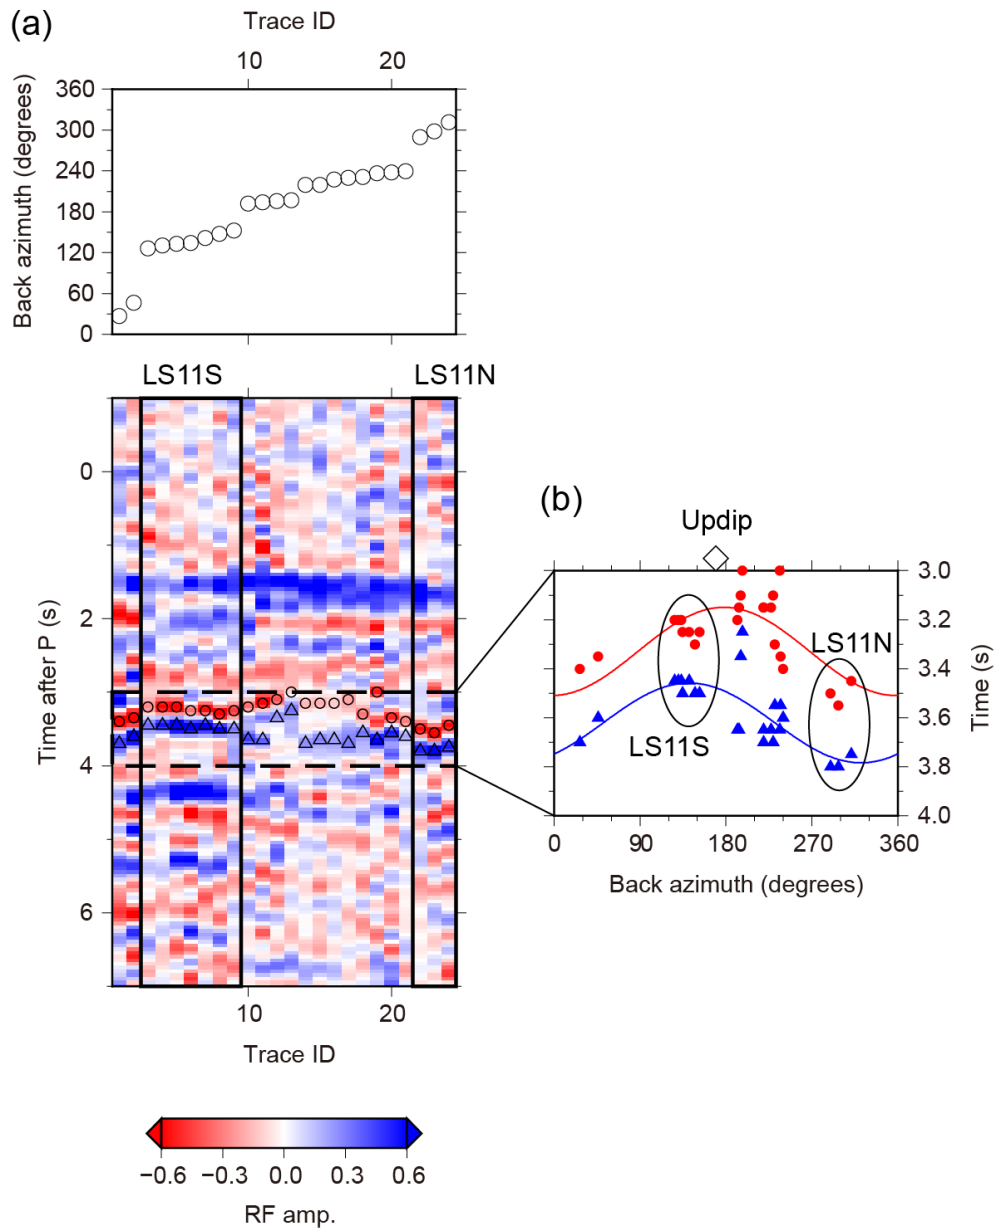 (a)
Trace ID
10 20
Back azimuth (degrees)
360
300
240
180
120
60
0
LS11S LS11N
Time after P (s)
0
2
4
6
10 20
Trace ID
−0.6 −0.3 0.0 0.3 0.6
RF amp.
(b)
Updip
LS11N
LS11S
3.0
3.2
3.4
3.6
3.8
4.0
Time (s)
0 90 180 270 360
Back azimuth (degrees)